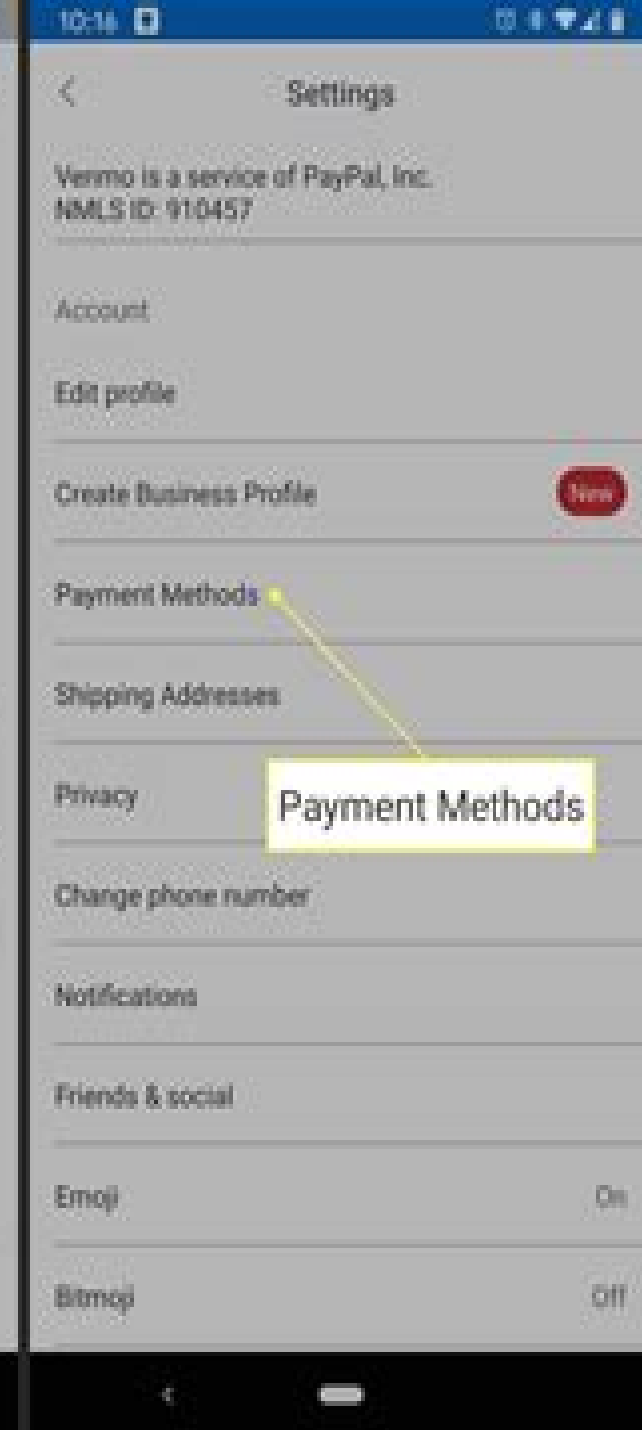 10:16
Settings
Venmo is a service of PayPal, Inc.
NMLS ID: 910457
Account
Edit profile
Create Business Profile
New
Payment Methods
Shipping Addresses
Privacy
Payment Methods
Change phone number
Notifications
Friends & social
Emoji
On
Bitmoji
Off